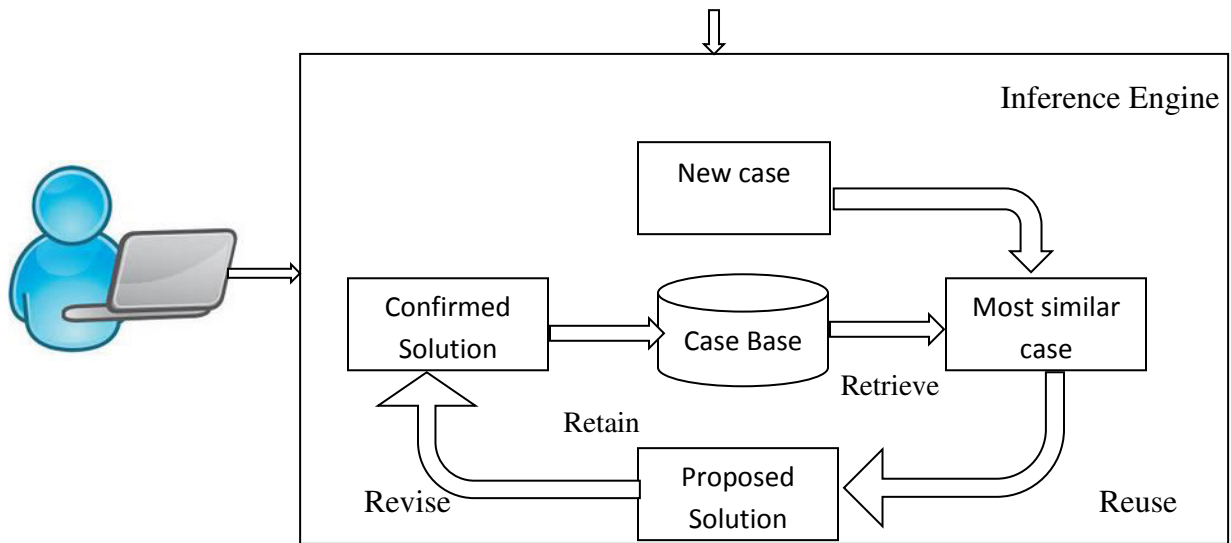 Inference Engine
New case
Confirmed
Solution
Case Base
Most similar
case
Retrieve
Retain
Proposed
Solution
Revise
Reuse